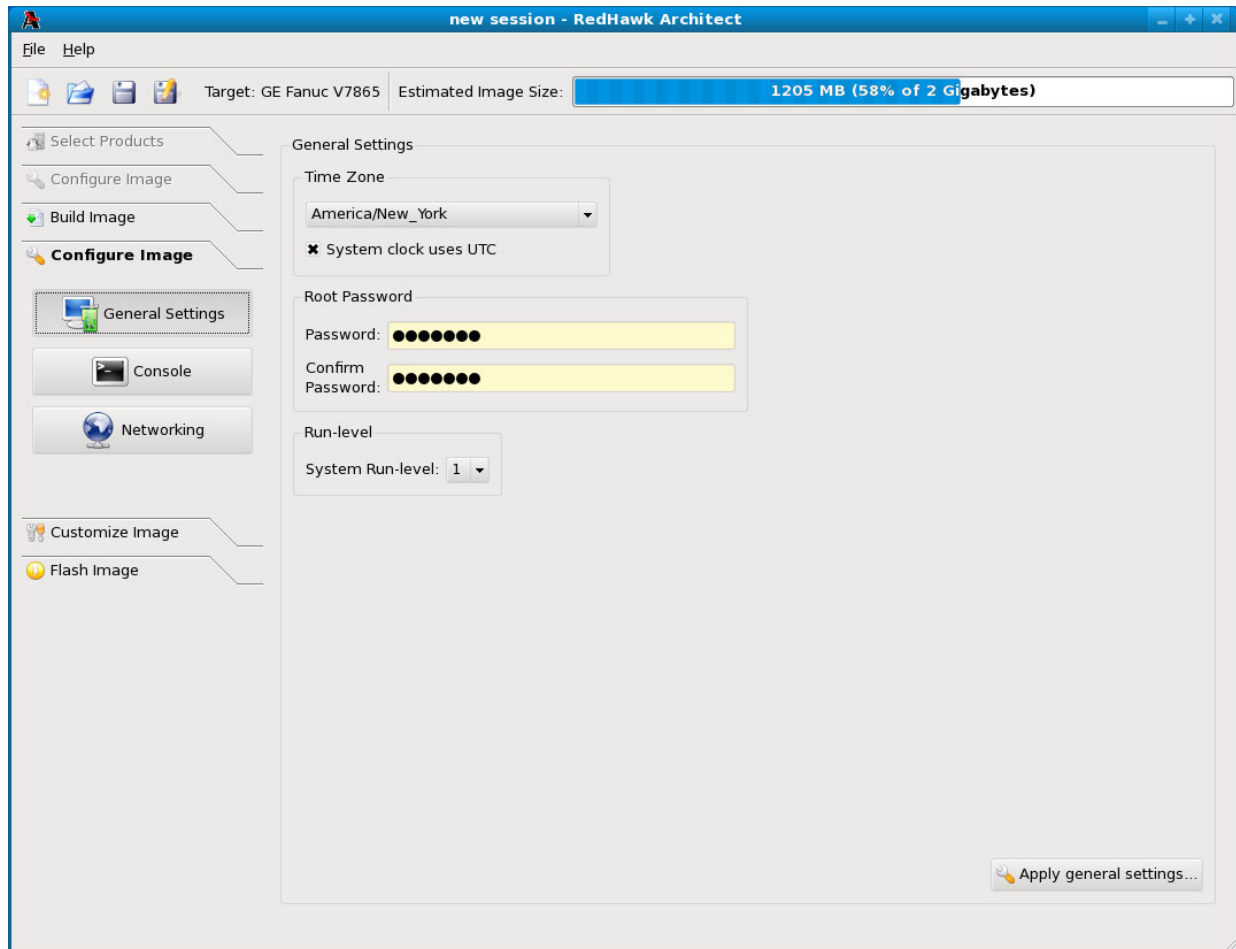 new session - RedHawk Architect
File Help
Target: GE Fanuc V7865 Estimated Image Size: 1205 MB (58% of 2 Gigabytes)
Select Products
Configure Image
Build Image
Configure Image
General Settings
Console
Networking
Customize Image
Flash Image
General Settings
Time Zone
America/New_York
System clock uses UTC
Root Password
Password: ●●●●●●●
Confirm
Password: ●●●●●●●
Run-level
System Run-level: 1
Apply general settings...